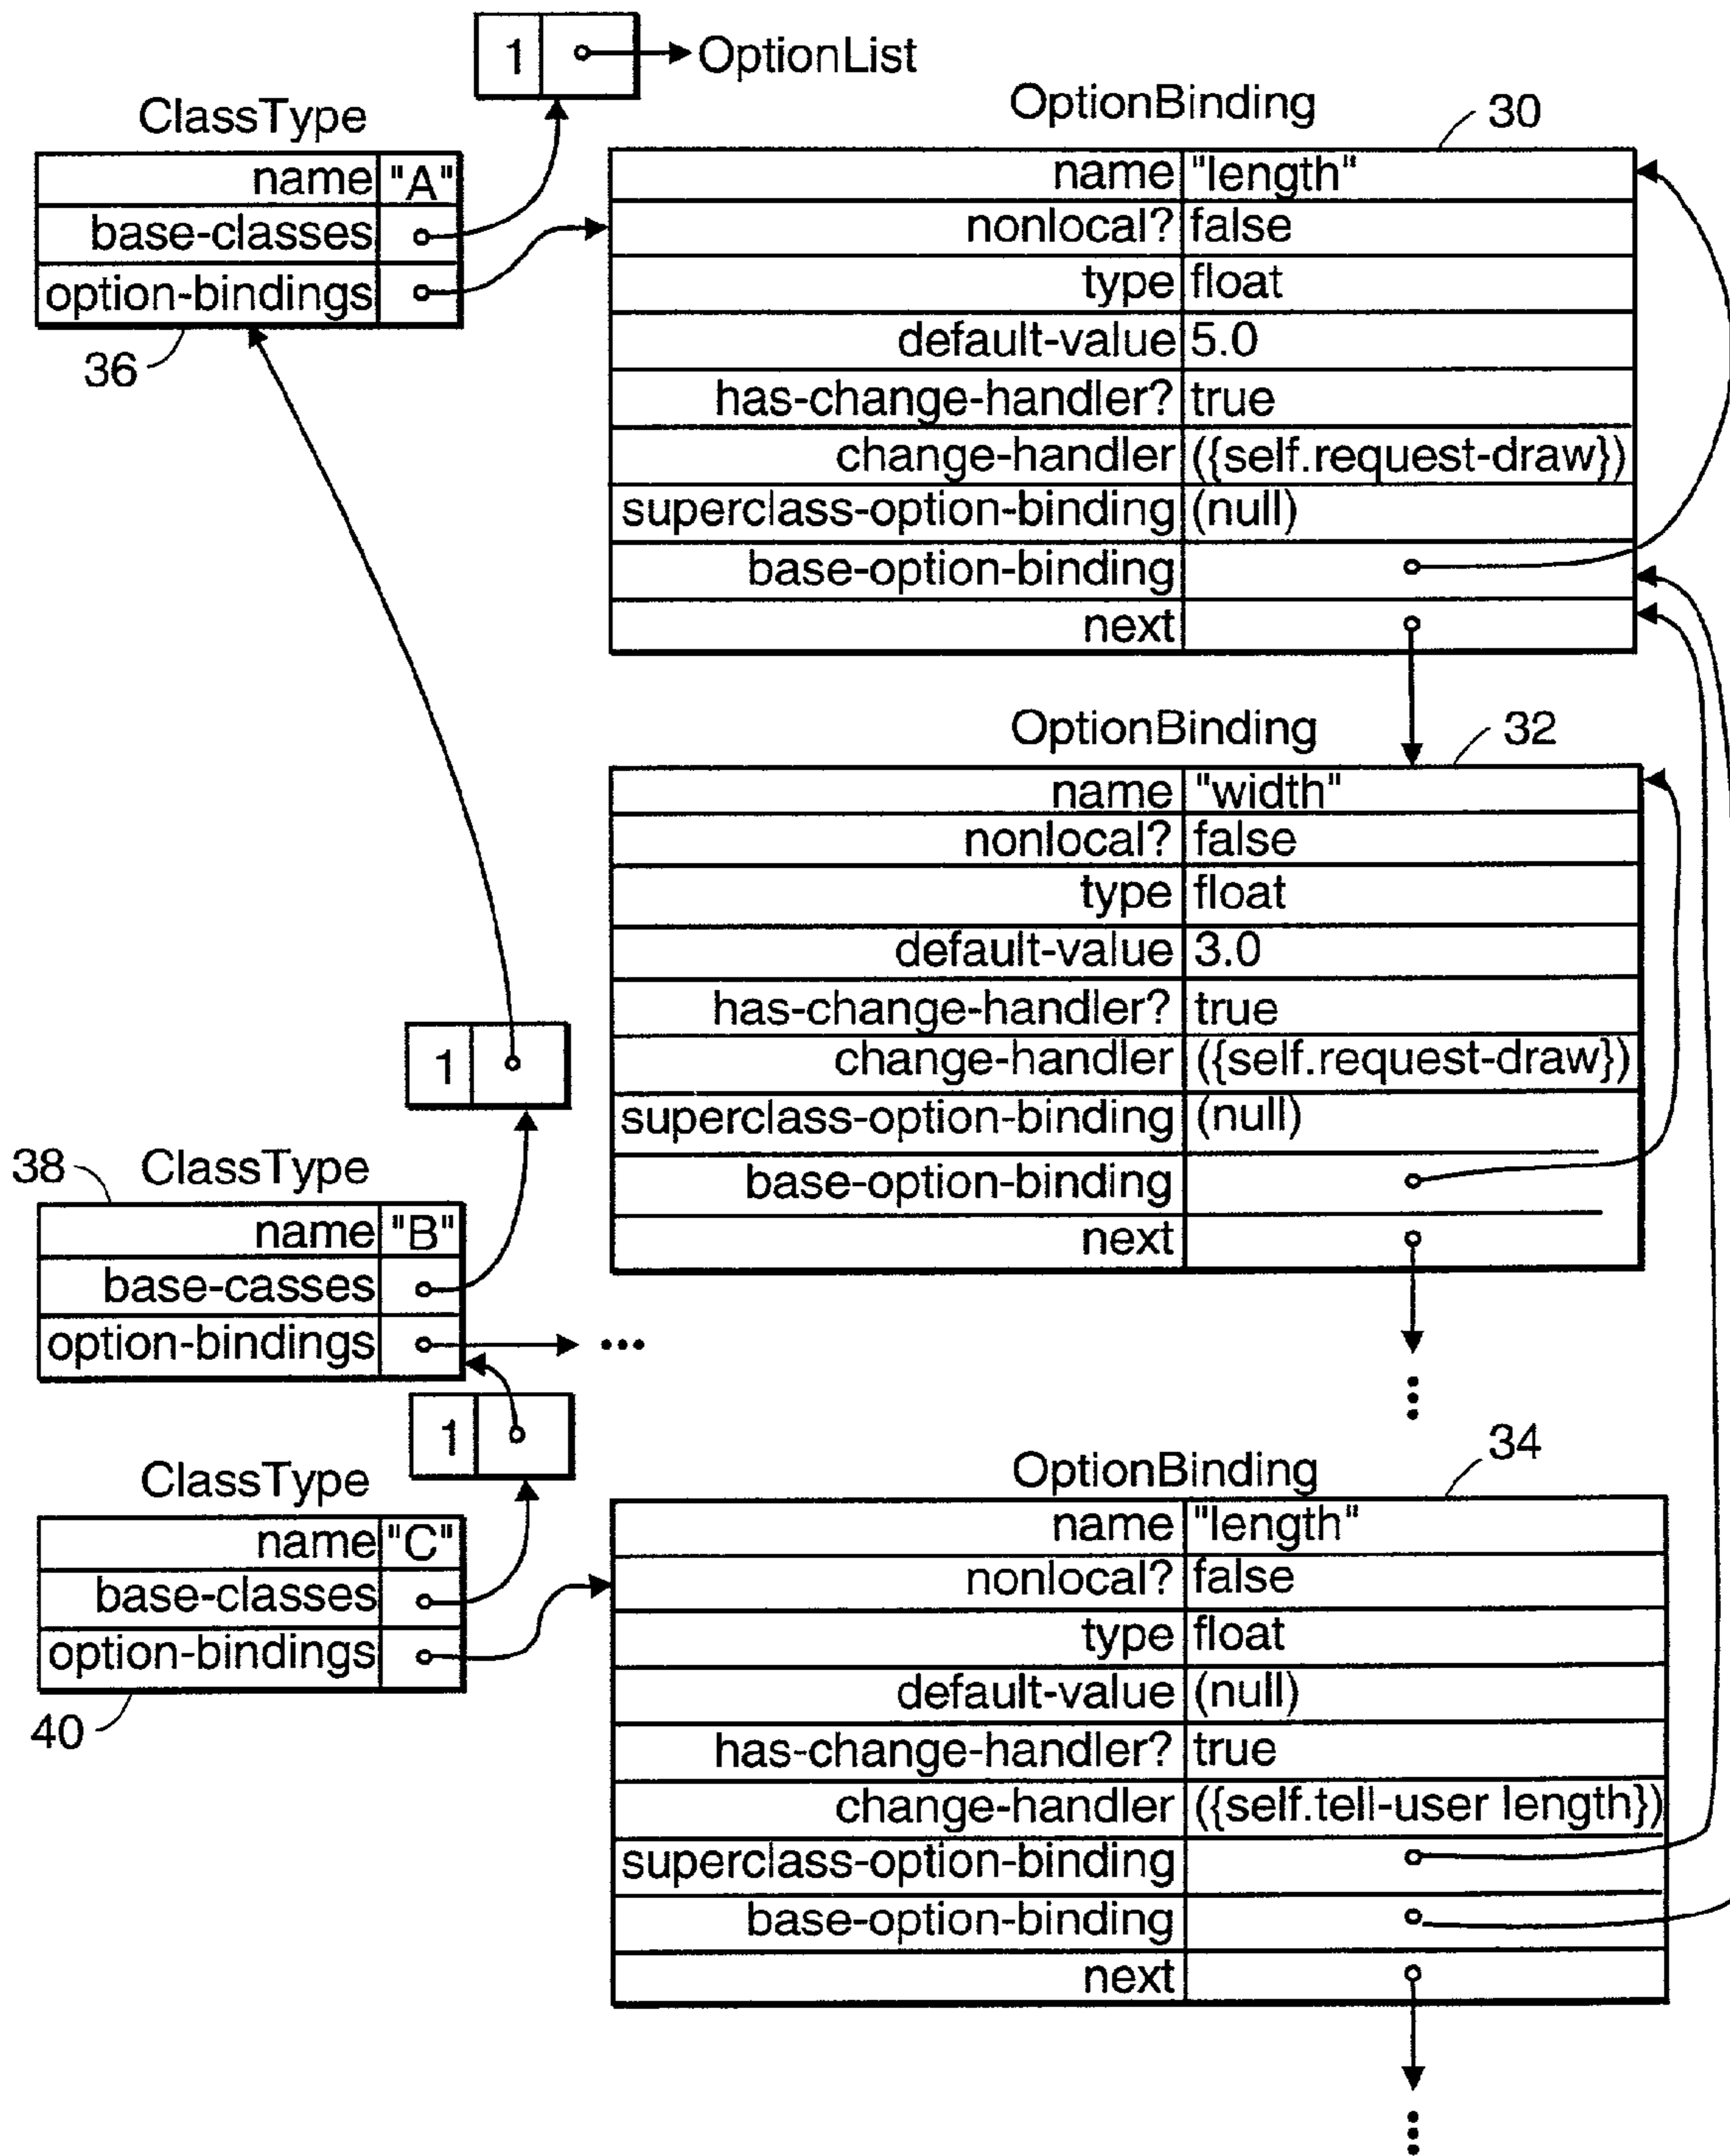 1 OptionList
ClassType
name "A"
base-classes
option-bindings
36
OptionBinding 30
name "length"
nonlocal? false
type float
default-value 5.0
has-change-handler? true
change-handler ({self.request-draw})
superclass-option-binding (null)
base-option-binding
next
OptionBinding 32
name "width"
nonlocal? false
type float
default-value 3.0
has-change-handler? true
change-handler ({self.request-draw})
superclass-option-binding (null)
base-option-binding
next
1
38 ClassType
name "B"
base-casses
option-bindings
1
ClassType
name "C"
base-classes
option-bindings
40
OptionBinding 34
name "length"
nonlocal? false
type float
default-value (null)
has-change-handler? true
change-handler ({self.tell-user length})
superclass-option-binding
base-option-binding
next